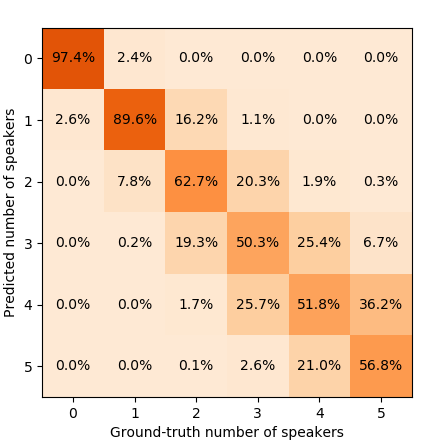 0 97.4% 2.4% 0.0% 0.0% 0.0% 0.0%
1 2.6% 89.6% 16.2% 1.1% 0.0% 0.0%
2 0.0% 7.8% 62.7% 20.3% 1.9% 0.3%
3 0.0% 0.2% 19.3% 50.3% 25.4% 6.7%
4 0.0% 0.0% 1.7% 25.7% 51.8% 36.2%
5 0.0% 0.0% 0.1% 2.6% 21.0% 56.8%
0 1 2 3 4 5
Ground-truth number of speakers
Predicted number of speakers